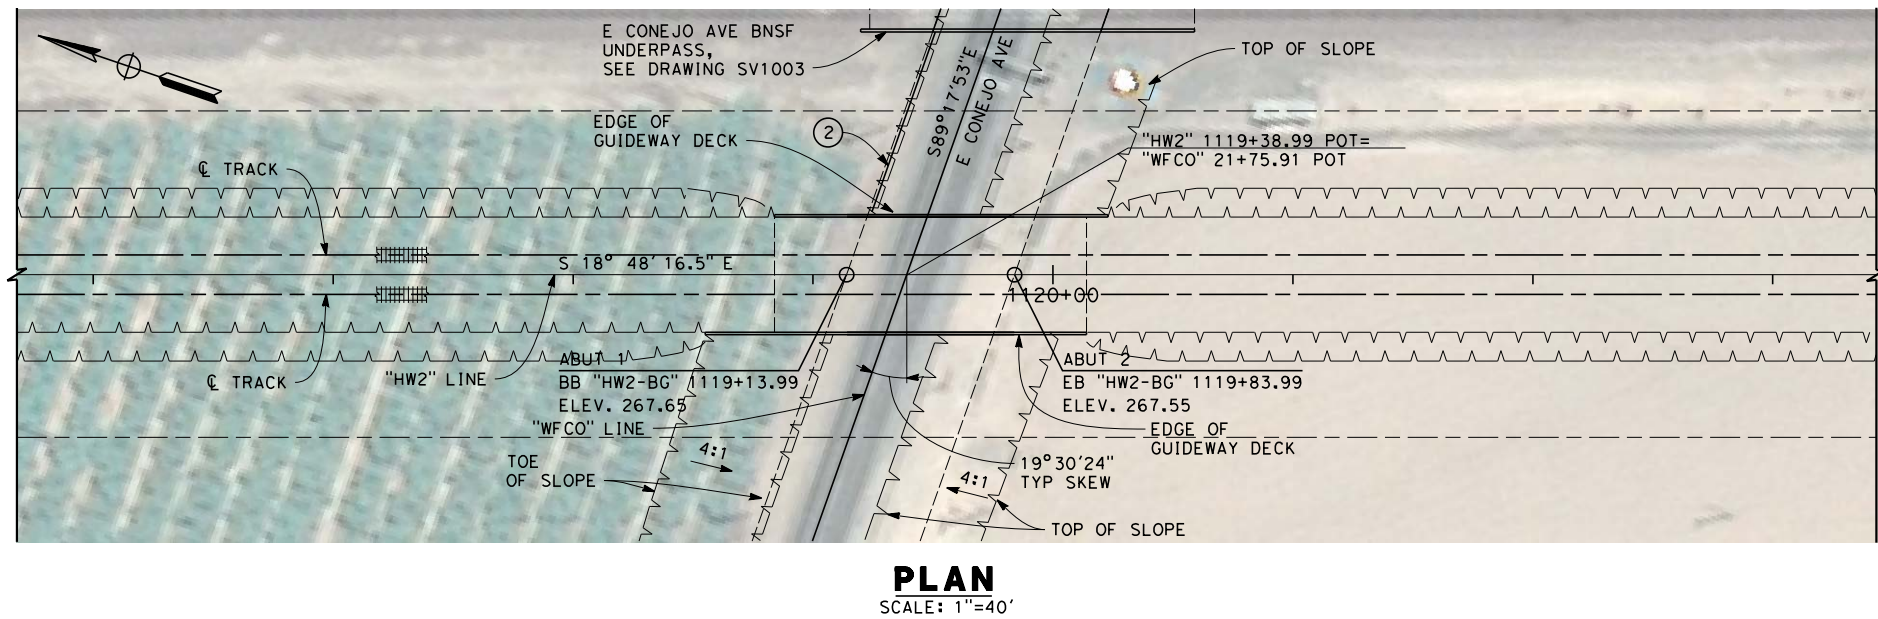 E CONEJO AVE BNSF
UNDERPASS,
SEE DRAWING SV1003
TOP OF SLOPE
S89°17'53"E
E CONEJO AVE
EDGE OF
GUIDEWAY DECK
2
"HW2" 1119+38.99 POT=
"WFCO" 21+75.91 POT
℄ TRACK
S 18° 48' 16.5" E
1120+00
℄ TRACK
"HW2" LINE
ABUT 1
BB "HW2-BG" 1119+13.99
ELEV. 267.65
ABUT 2
EB "HW2-BG" 1119+83.99
ELEV. 267.55
"WFCO" LINE
EDGE OF
GUIDEWAY DECK
4:1
TOE
OF SLOPE
19°30'24"
TYP SKEW
4:1
TOP OF SLOPE
PLAN
SCALE: 1"=40'